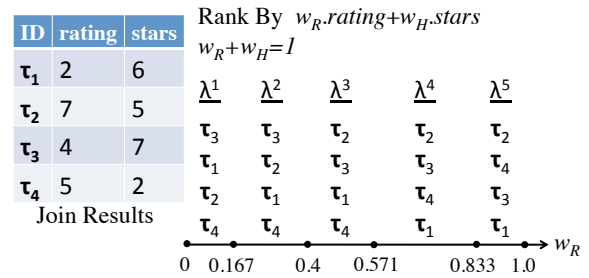 ID rating stars
τ1 2 6
τ2 7 5
τ3 4 7
τ4 5 2
Join Results
Rank By wR.rating+wH.stars
wR+wH=1
λ1 λ2 λ3 λ4 λ5
τ3 τ3 τ2 τ2 τ2
τ1 τ2 τ3 τ3 τ4
τ2 τ1 τ1 τ4 τ3
τ4 τ4 τ4 τ1 τ1
wR
0 0.167 0.4 0.571 0.833 1.0